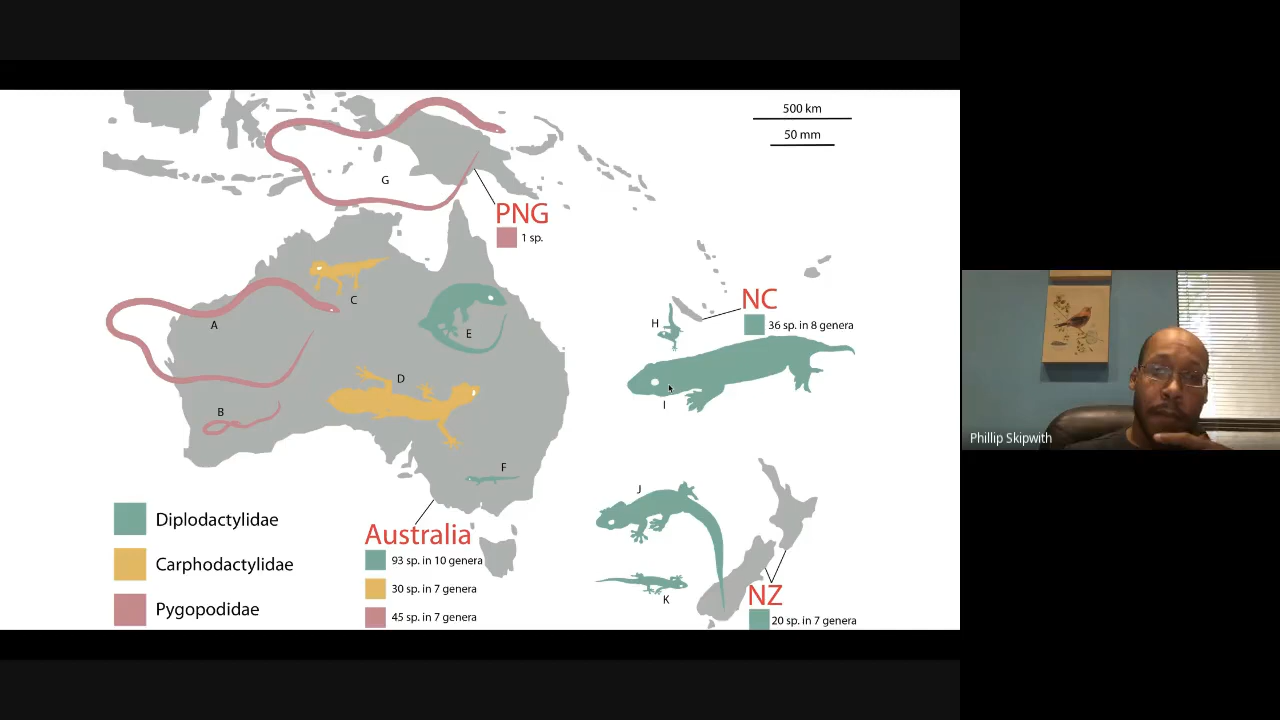 500 km
50 mm
G
PNG
1 sp.
C
A
E
NC
36 sp. in 8 genera
H
D
I
B
F
J
Australia
93 sp. in 10 genera
30 sp. in 7 genera
45 sp. in 7 genera
K
NZ
20 sp. in 7 genera
Diplodactylidae
Carphodactylidae
Pygopodidae
Phillip Skipwith